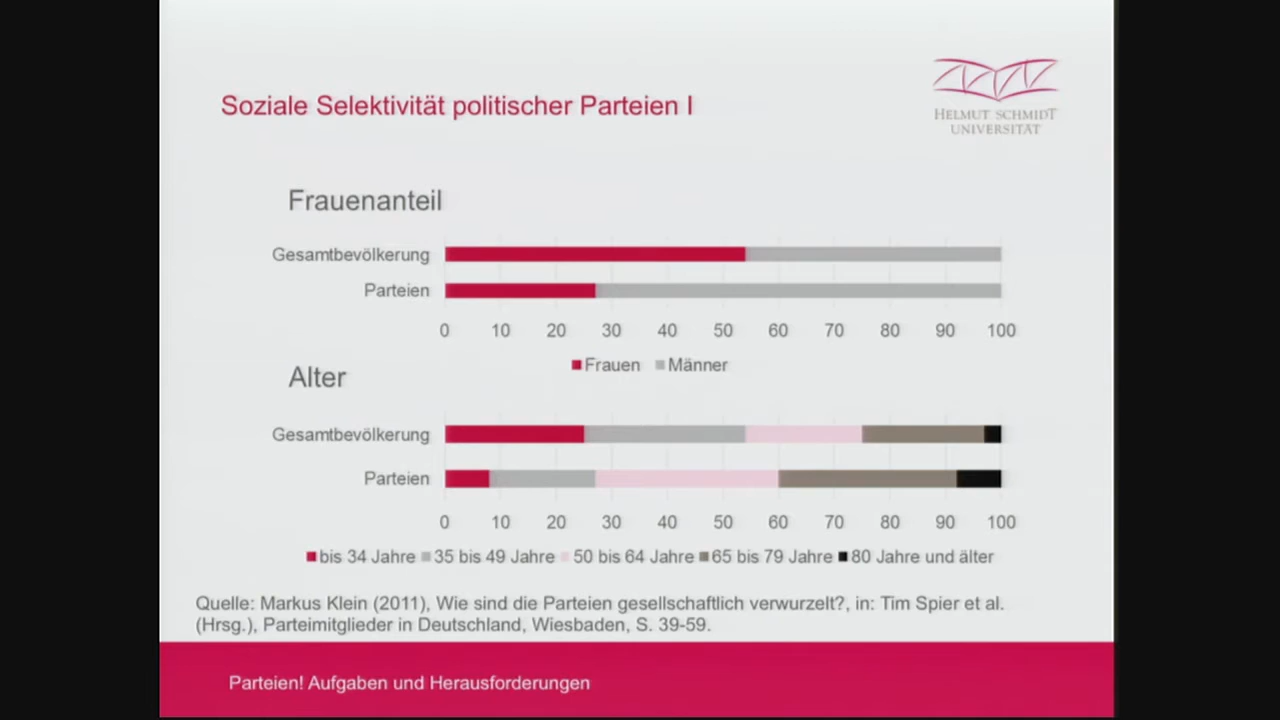 Soziale Selektivität politischer Parteien I
HELMUT SCHMIDT
UNIVERSITÄT
Frauenanteil
Gesamtbevölkerung
Parteien
0 10 20 30 40 50 60 70 80 90 100
Frauen Männer
Alter
Gesamtbevölkerung
Parteien
0 10 20 30 40 50 60 70 80 90 100
bis 34 Jahre 35 bis 49 Jahre 50 bis 64 Jahre 65 bis 79 Jahre 80 Jahre und älter
Quelle: Markus Klein (2011), Wie sind die Parteien gesellschaftlich verwurzelt?, in: Tim Spier et al.
(Hrsg.), Parteimitglieder in Deutschland, Wiesbaden, S. 39-59.
Parteien! Aufgaben und Herausforderungen